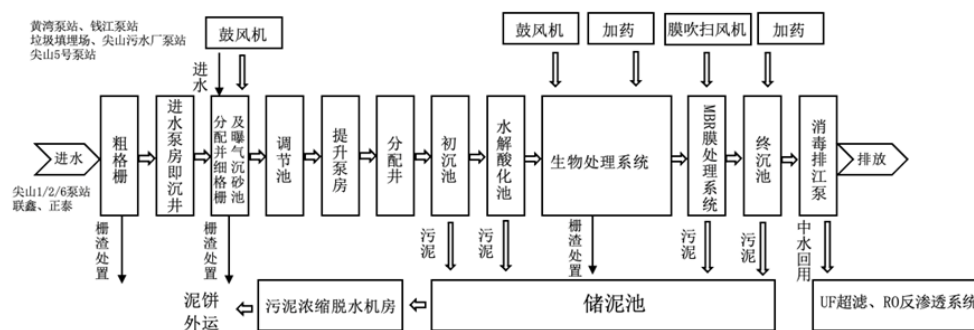 黄湾泵站、钱江泵站
垃圾填埋场、尖山污水厂泵站
尖山5号泵站
鼓风机
鼓风机
加药
膜吹扫风机
加药
进水
进水
粗格栅
进水泵房即沉井
分配井细格栅
及曝气沉砂池
调节池
提升泵房
分配井
初沉池
水解酸化池
生物处理系统
MBR膜处理系统
终沉池
消毒排江泵
排放
尖山1/2/6泵站
联鑫、正泰
栅渣处置
栅渣处置
污泥
污泥
栅渣处置
污泥
污泥
中水回用
泥饼
外运
污泥浓缩脱水机房
储泥池
UF超滤、RO反渗透系统